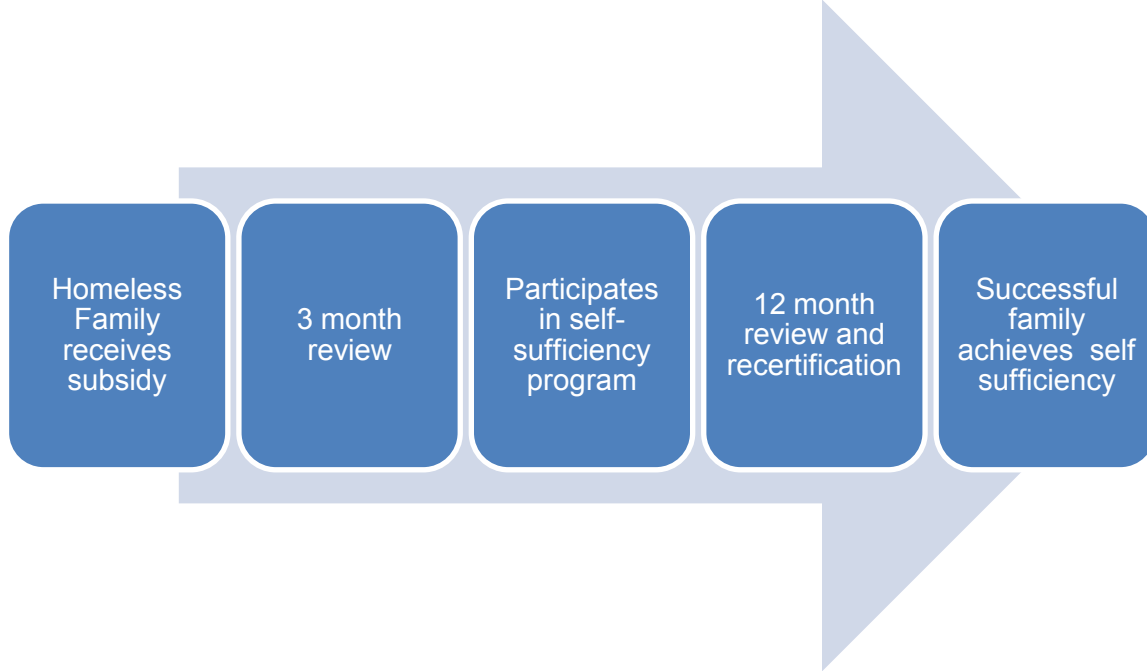 Homeless
Family
receives
subsidy
3 month
review
Participates
in self-
sufficiency
program
12 month
review and
recertification
Successful
family
achieves  self
sufficiency